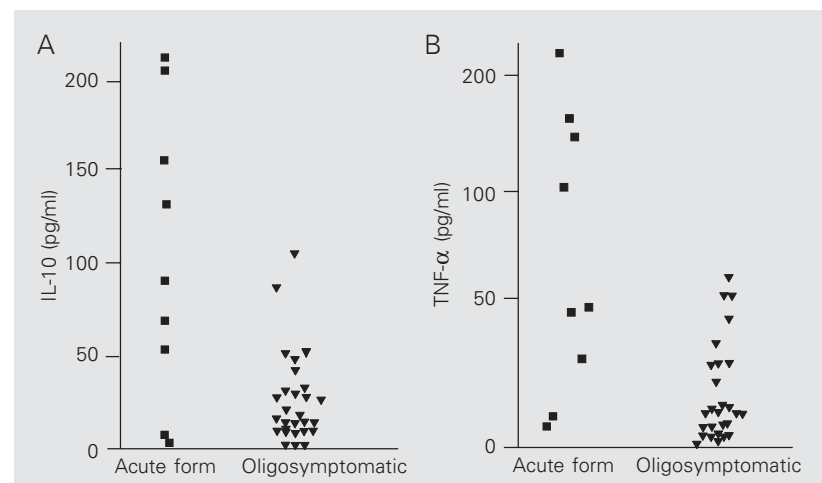 A
IL-10 (pg/ml)
200
150
100
50
0
Acute form Oligosymptomatic
B
TNF-α (pg/ml)
200
100
50
0
Acute form Oligosymptomatic